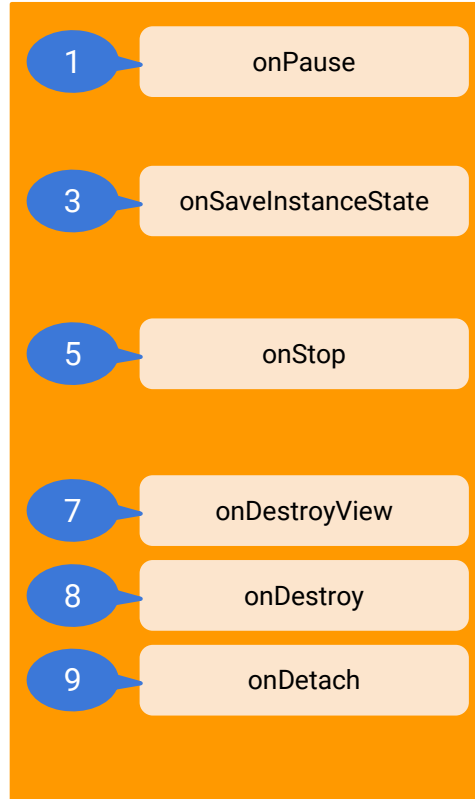 1 onPause
3 onSaveInstanceState
5 onStop
7 onDestroyView
8 onDestroy
9 onDetach